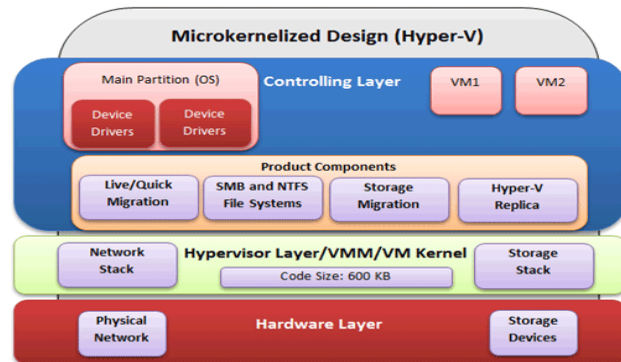 Microkernelized Design (Hyper-V)
Main Partition (OS)
Controlling Layer
VM1
VM2
Device
Drivers
Device
Drivers
Product Components
Live/Quick
Migration
SMB and NTFS
File Systems
Storage
Migration
Hyper-V
Replica
Network
Stack
Hypervisor Layer/VMM/VM Kernel
Storage
Stack
Code Size: 600 KB
Physical
Network
Hardware Layer
Storage
Devices